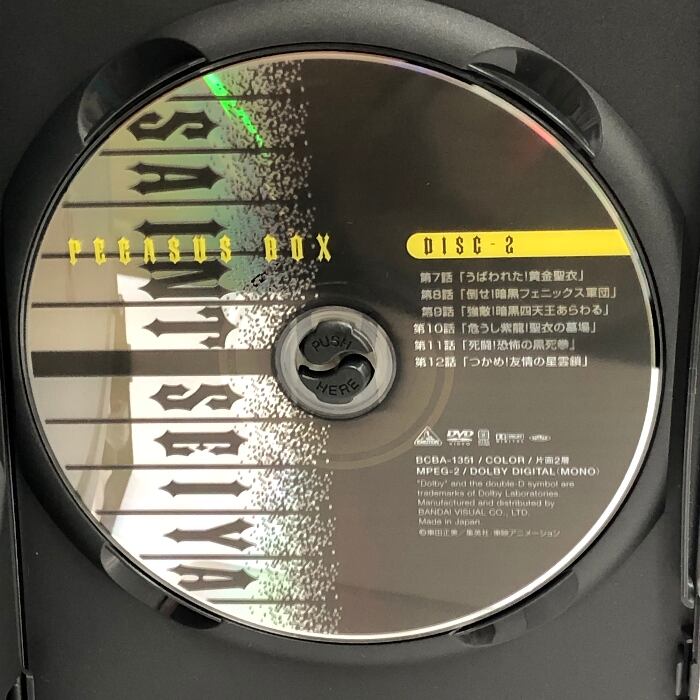 SAINT SEIYA
PEGASUS BOX
DISC-2
第7話「うばわれた!黄金聖衣」
第8話「倒せ!暗黒フェニックス軍団」
第9話「強敵!暗黒四天王あらわる」
第10話「危うし紫龍!聖衣の墓場」
第11話「死闘!恐怖の黒死拳」
第12話「つかめ!友情の星雲鎖」
PUSH
HERE
DVD
VIDEO
BCBA-1351 / COLOR / 片面2層
MPEG-2 / DOLBY DIGITAL(MONO)
"Dolby" and the double-D symbol are
trademarks of Dolby Laboratories.
Manufactured and distributed by
BANDAI VISUAL CO., LTD.
Made in Japan.
©車田正美／集英社 東映アニメーション